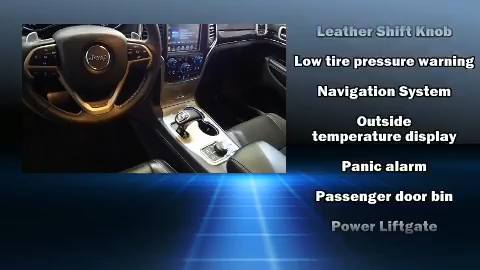 Leather Shift Knob
Low tire pressure warning
Navigation System
Outside
temperature display
Panic alarm
Passenger door bin
Power Liftgate
Jeep